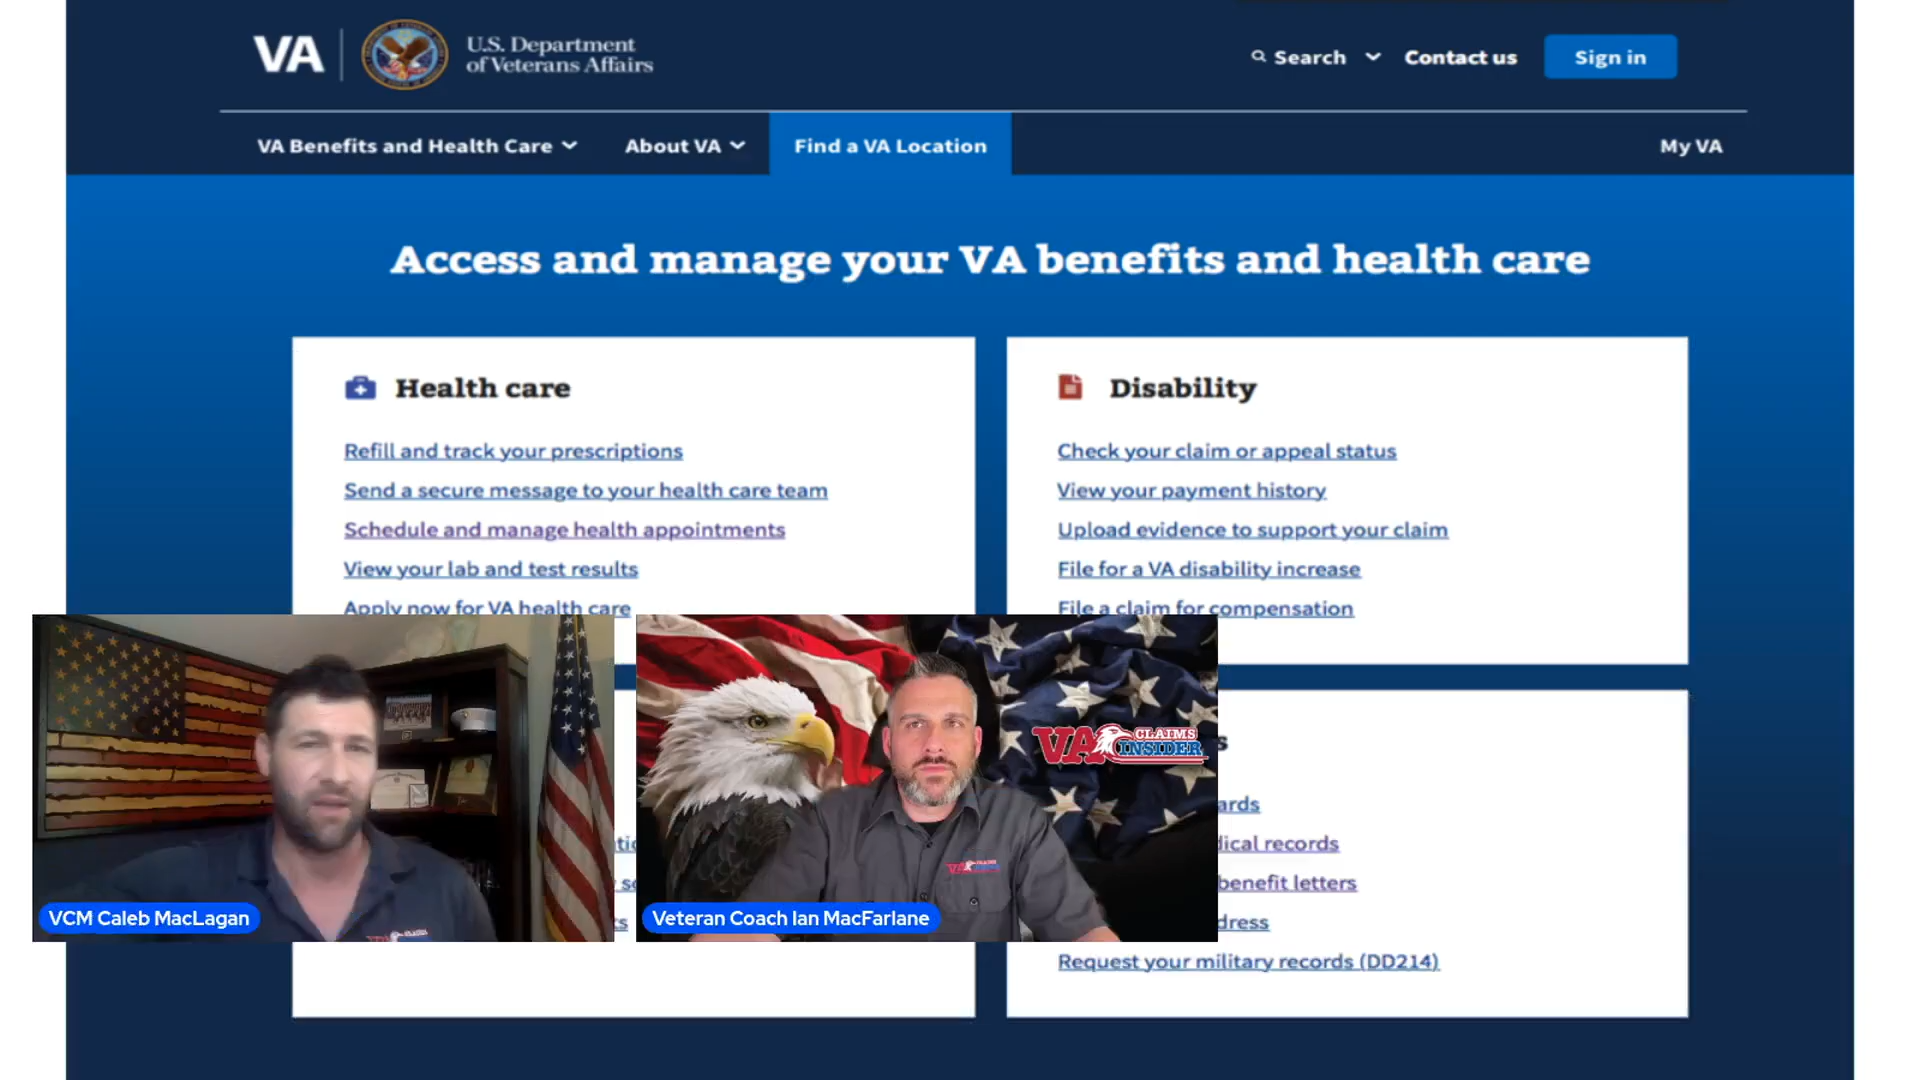 VA
U.S. Department
of Veterans Affairs
Search
Contact us
Sign in
VA Benefits and Health Care
About VA
Find a VA Location
My VA
Access and manage your VA benefits and health care
Health care
Refill and track your prescriptions
Send a secure message to your health care team
Schedule and manage health appointments
View your lab and test results
Apply now for VA health care
Disability
Check your claim or appeal status
View your payment history
Upload evidence to support your claim
File for a VA disability increase
File a claim for compensation
VA CLAIMS
INSIDER
ards
dical records
benefit letters
dress
Request your military records (DD214)
VCM Caleb MacLagan
Veteran Coach Ian MacFarlane